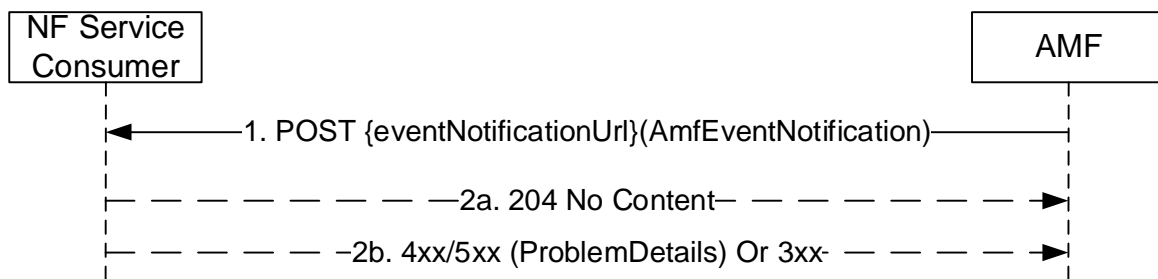 NF Service
Consumer
AMF
1. POST {eventNotificationUrl}(AmfEventNotification)
2a. 204 No Content
2b. 4xx/5xx (ProblemDetails) Or 3xx